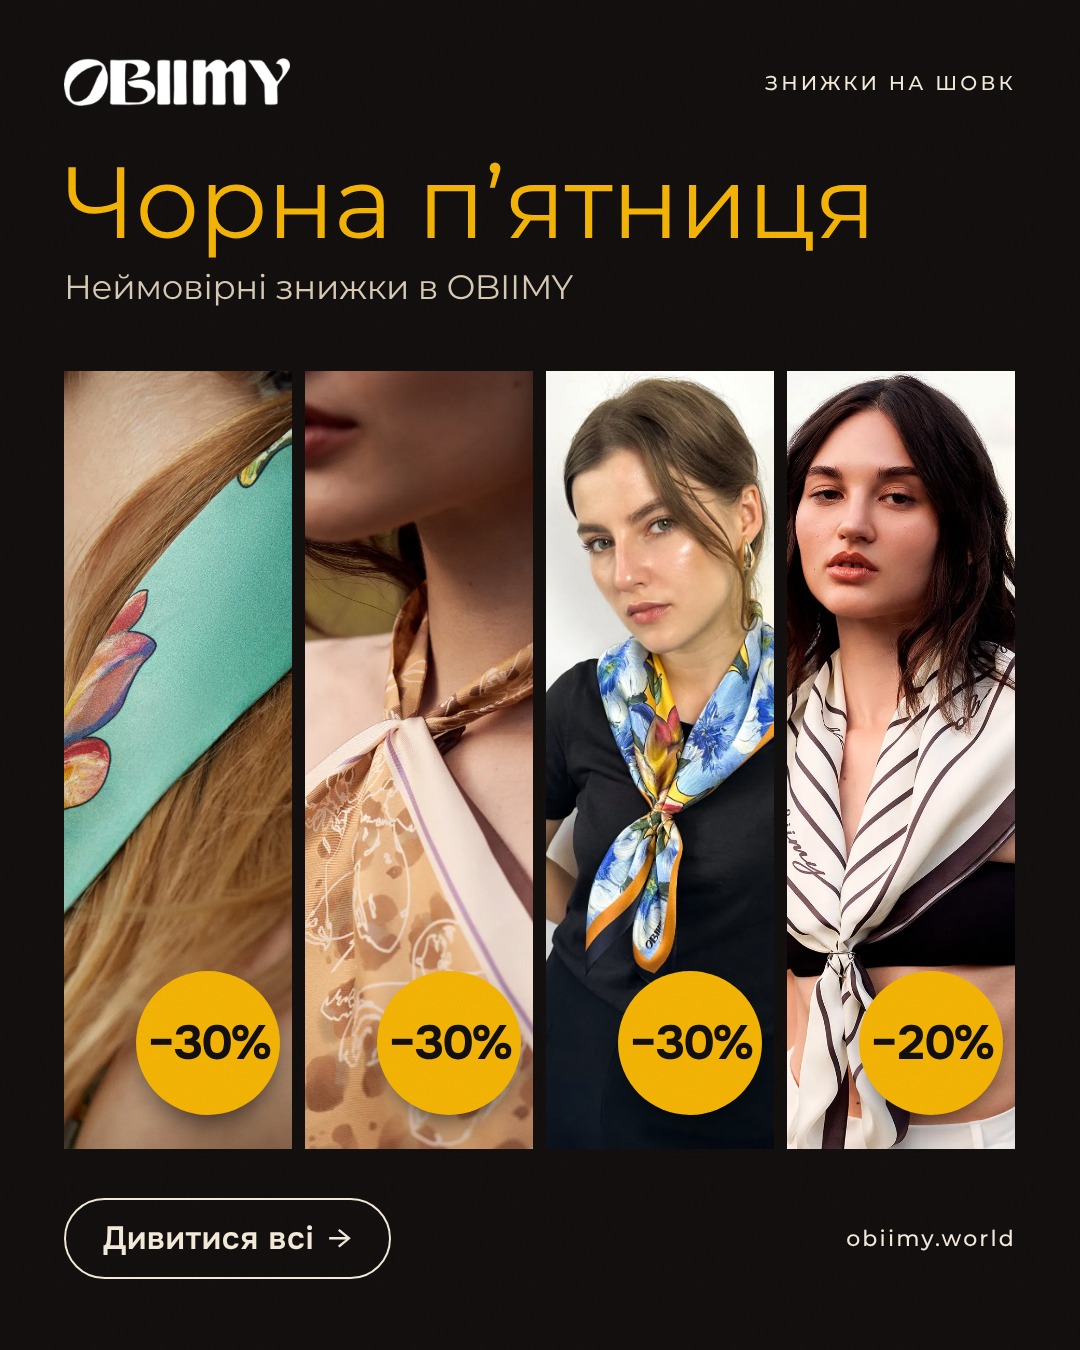 OBIIMY
ЗНИЖКИ НА ШОВК
Чорна п’ятниця
Неймовірні знижки в OBIIMY
−30%
−30%
−30%
−20%
Дивитися всі →
obiimy.world